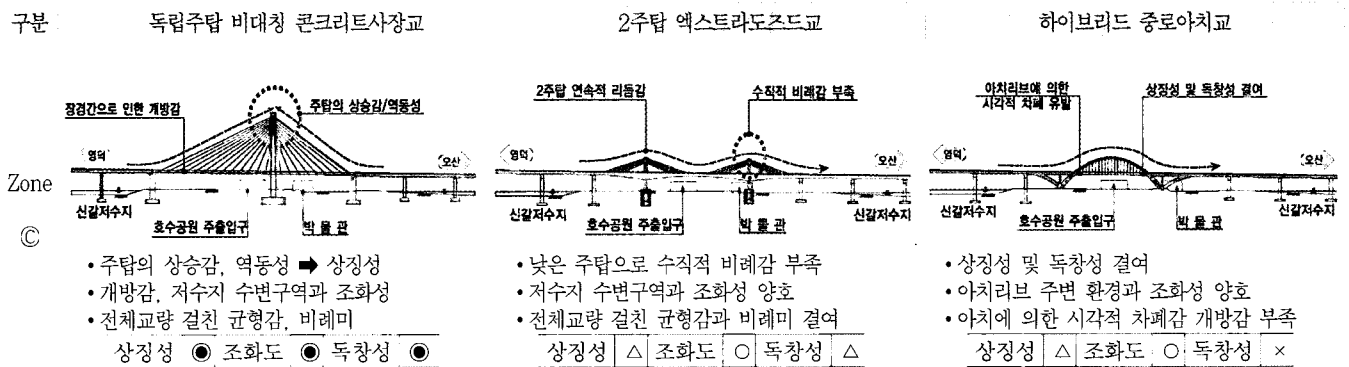 구분 독립주탑 비대칭 콘크리트사장교 2주탑 엑스트라도즈드교 하이브리드 중로아치교
장경간으로 인한 개방감 주탑의 상승감/역동성
영덕 오산
신갈저수지 호수공원 주출입구 박 물 관
2주탑 연속적 리듬감 수직적 비례감 부족
영덕 오산
신갈저수지 호수공원 주출입구 박 물 관 신갈저수지
아치리브에 의한
시각적 차폐 유발 상징성 및 독창성 결여
영덕 오산
신갈저수지 호수공원 주출입구 박 물 관 신갈저수지
Zone
©
• 주탑의 상승감, 역동성 ➡ 상징성
• 개방감, 저수지 수변구역과 조화성
• 전체교량 걸친 균형감, 비례미
상징성 ◉ 조화도 ◉ 독창성 ◉
• 낮은 주탑으로 수직적 비례감 부족
• 저수지 수변구역과 조화성 양호
• 전체교량 걸친 균형감과 비례미 결여
상징성 △ 조화도 ○ 독창성 △
• 상징성 및 독창성 결여
• 아치리브 주변 환경과 조화성 양호
• 아치에 의한 시각적 차폐감 개방감 부족
상징성 △ 조화도 ○ 독창성 ×